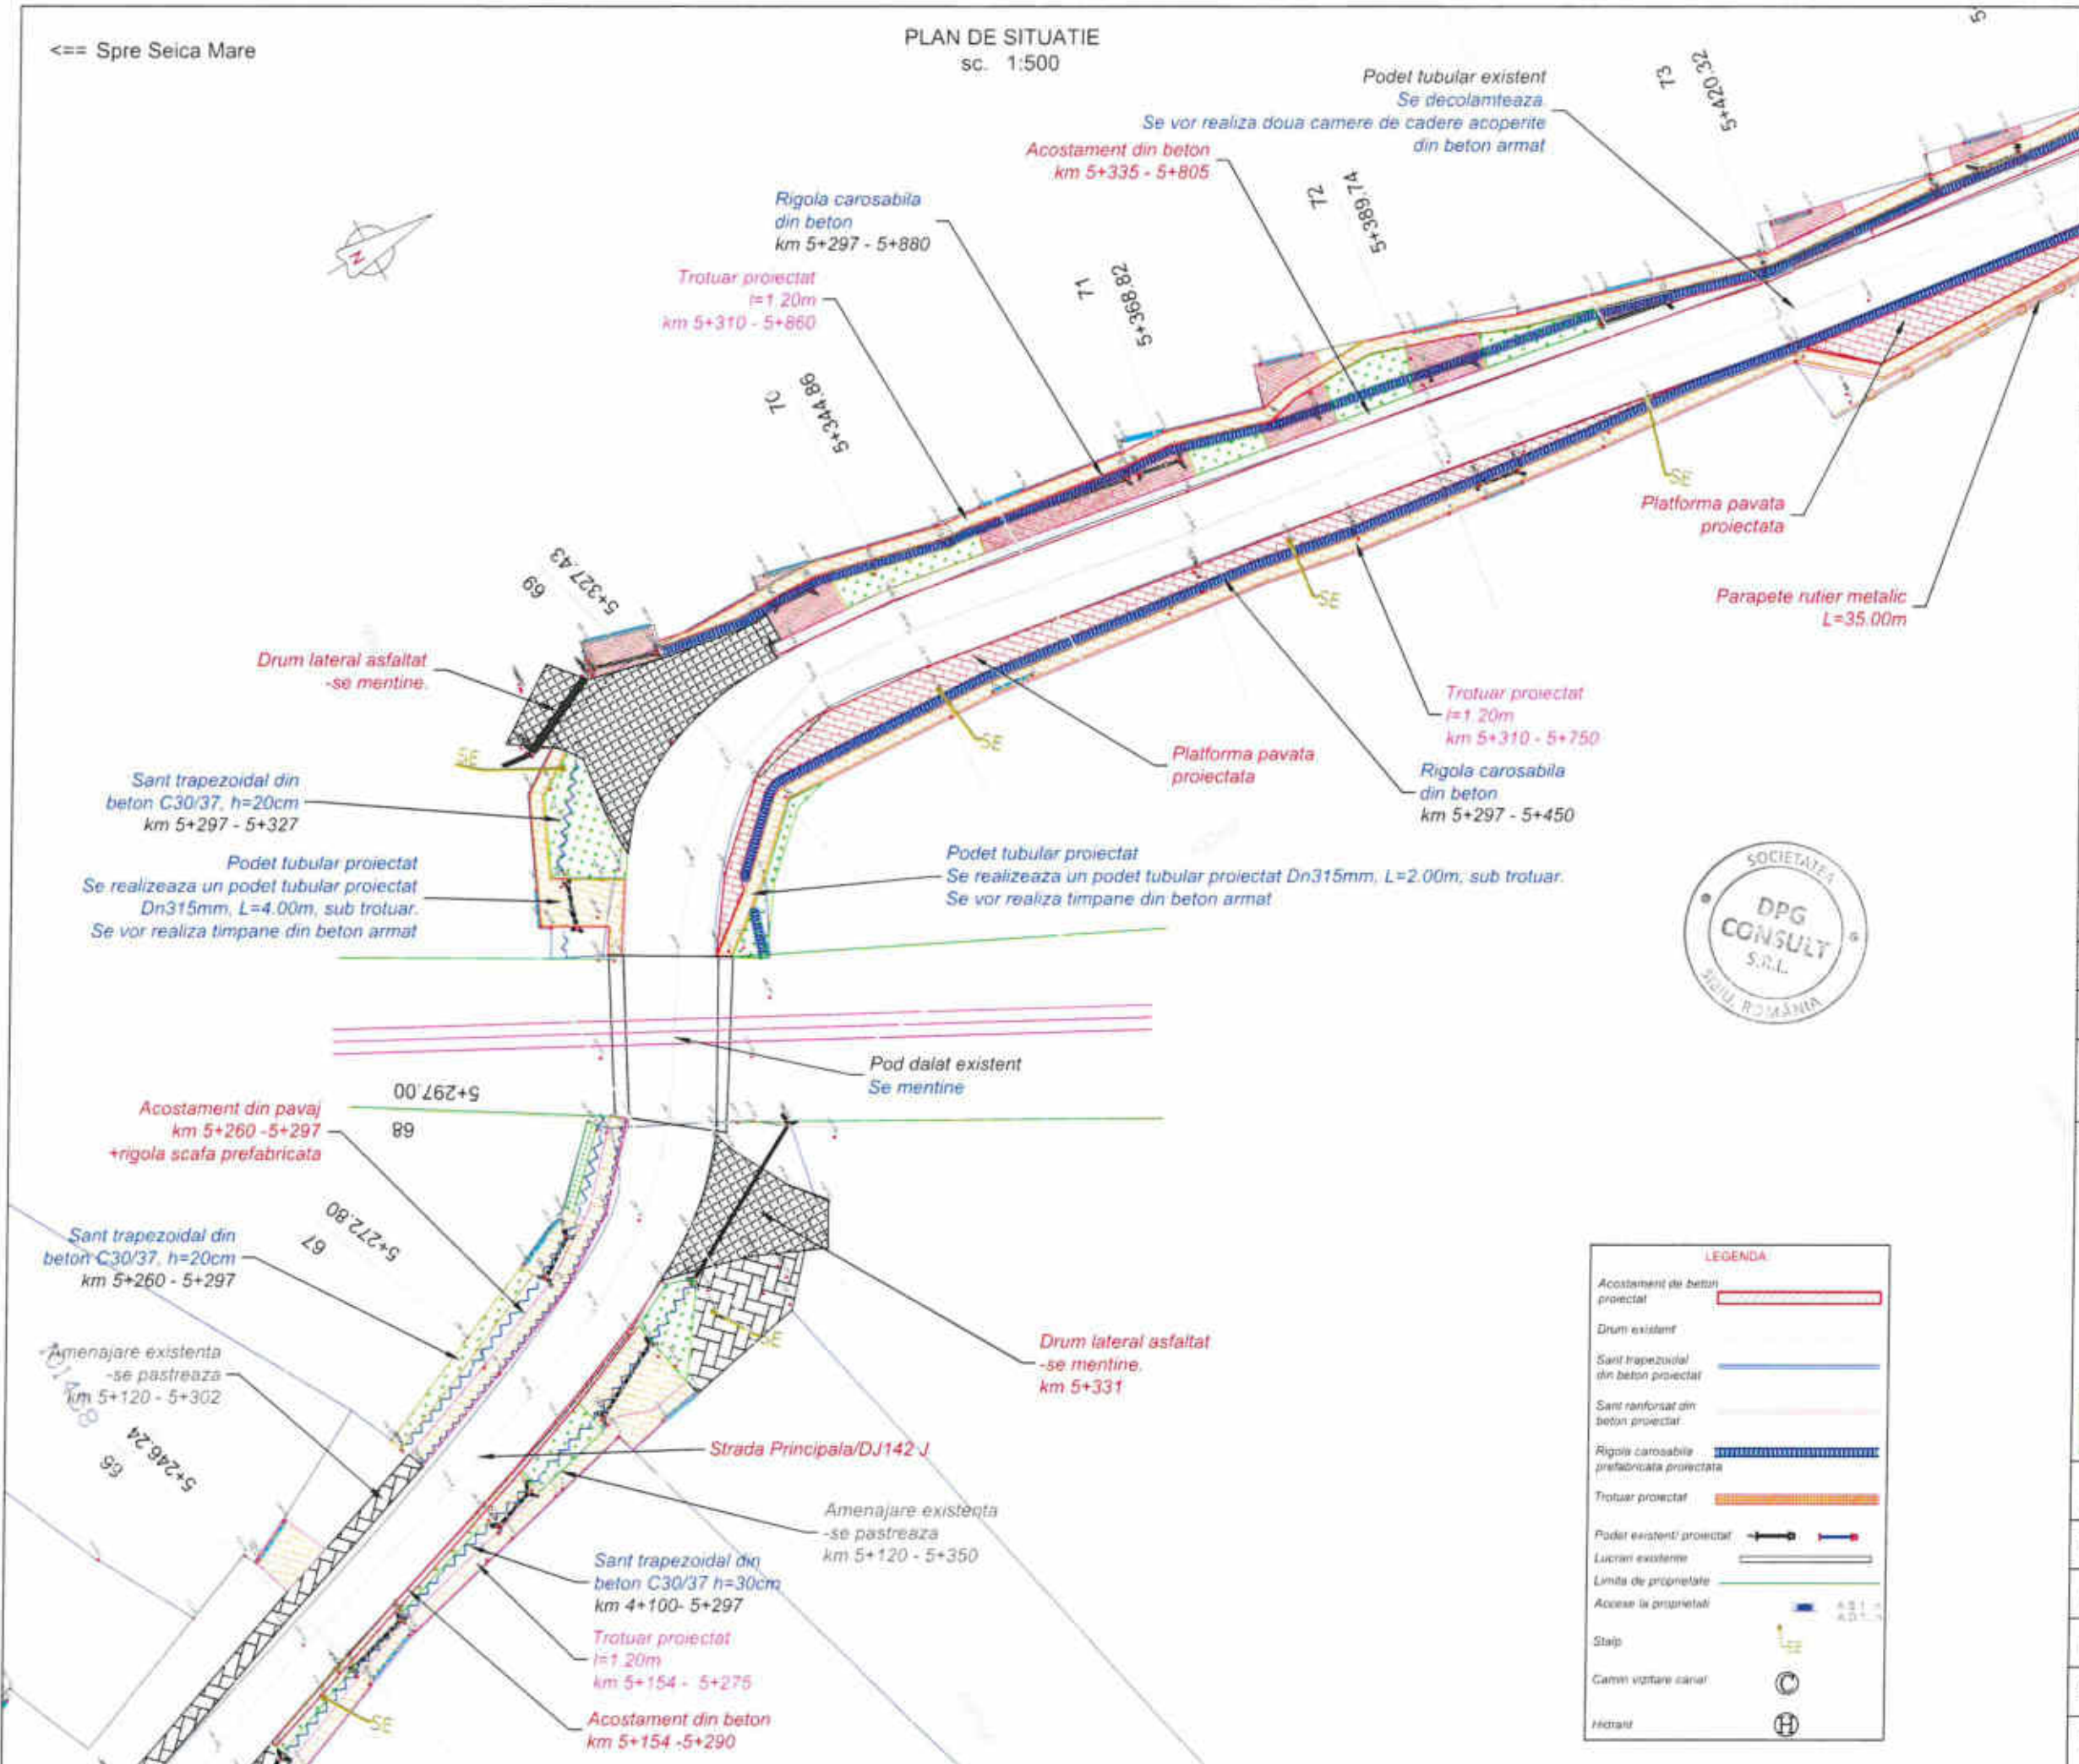 <== Spre Seica Mare
PLAN DE SITUATIE
sc. 1:500
Podet tubular existent
Se decolamteaza
Se vor realiza doua camere de cadere acoperite
din beton armat
Acostament din beton
km 5+335 - 5+805
Rigola carosabila
din beton
km 5+297 - 5+880
Trotuar proiectat
l=1.20m
km 5+310 - 5+860
N
73
5+420.32
72
5+389.74
71
5+368.82
70
5+344.86
69
5+327.43
SE
Platforma pavata
proiectata
SE
Parapete rutier metalic
L=35.00m
Drum lateral asfaltat
-se mentine.
Trotuar proiectat
l=1.20m
km 5+310 - 5+750
SE
SE
Platforma pavata
proiectata
Rigola carosabila
din beton
km 5+297 - 5+450
Sant trapezoidal din
beton C30/37, h=20cm
km 5+297 - 5+327
Podet tubular proiectat
Se realizeaza un podet tubular proiectat
Dn315mm, L=4.00m, sub trotuar.
Se vor realiza timpane din beton armat
Podet tubular proiectat
Se realizeaza un podet tubular proiectat Dn315mm, L=2.00m, sub trotuar.
Se vor realiza timpane din beton armat
SOCIETATEA
DPG
CONSULT
S.R.L.
SIBIU, ROMÂNIA
Pod dalat existent
Se mentine
5+297.00
68
Acostament din pavaj
km 5+260 -5+297
+rigola scafa prefabricata
5+272.80
67
Sant trapezoidal din
beton C30/37, h=20cm
km 5+260 - 5+297
Amenajare existenta
-se pastreaza
km 5+120 - 5+302
5+246.24
66
SE
Drum lateral asfaltat
-se mentine.
km 5+331
Strada Principala/DJ142 J
Amenajare existenta
-se pastreaza
km 5+120 - 5+350
Sant trapezoidal din
beton C30/37 h=30cm
km 4+100- 5+297
Trotuar proiectat
l=1.20m
km 5+154 - 5+275
Acostament din beton
km 5+154 -5+290
SE
LEGENDA:
Acostament de beton
proiectat
Drum existent
Sant trapezoidal
din beton proiectat
Sant ranforsat din
beton proiectat
Rigola carosabila
prefabricata proiectata
Trotuar proiectat
Podet existent/ proiectat
Lucrari existente
Limita de proprietate
Accese la proprietati
Stalp
SE
Camin vizitare canal
C
Hidrant
H